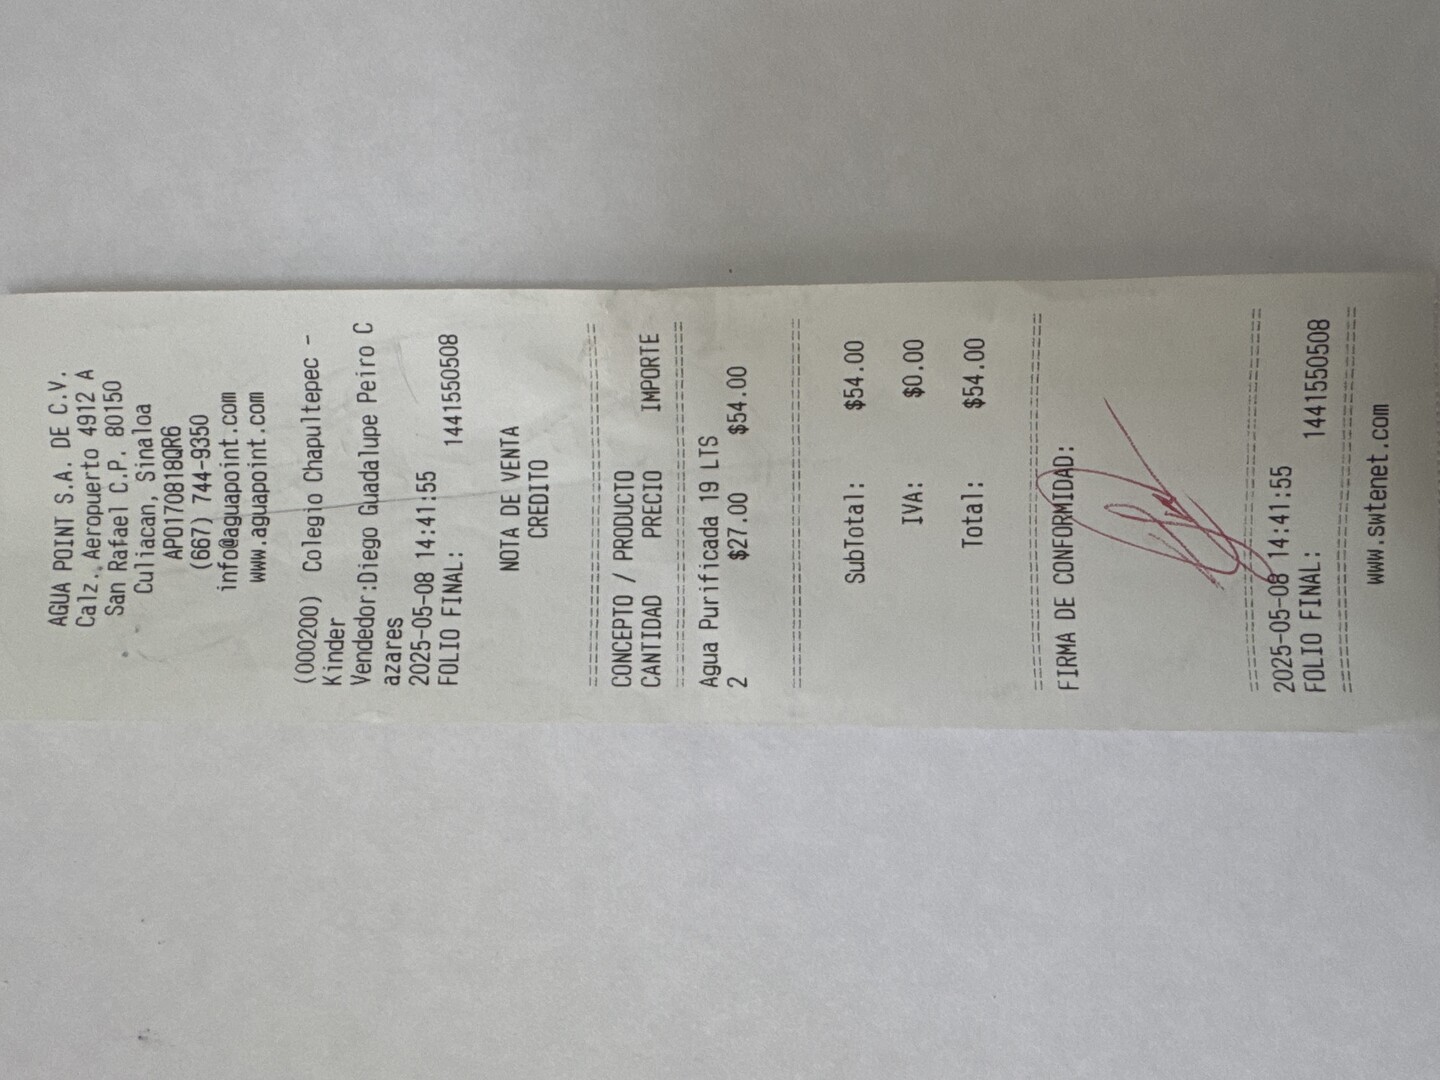 AGUA POINT S.A. DE C.V.
Calz. Aeropuerto 4912 A
San Rafael C.P. 80150
Culiacan, Sinaloa
APO170818QR6
(667) 744-9350
info@aguapoint.com
www.aguapoint.com
(000200) Colegio Chapultepec -
Kinder
Vendedor:Diego Guadalupe Peiro C
azares
2025-05-08 14:41:55
FOLIO FINAL: 1441550508
NOTA DE VENTA
CREDITO
================================
CONCEPTO / PRODUCTO
CANTIDAD PRECIO IMPORTE
================================
Agua Purificada 19 LTS
2 $27.00 $54.00
================================
SubTotal: $54.00
IVA: $0.00
Total: $54.00
================================
FIRMA DE CONFORMIDAD:
================================
2025-05-08 14:41:55
FOLIO FINAL: 1441550508
================================
www.swtenet.com